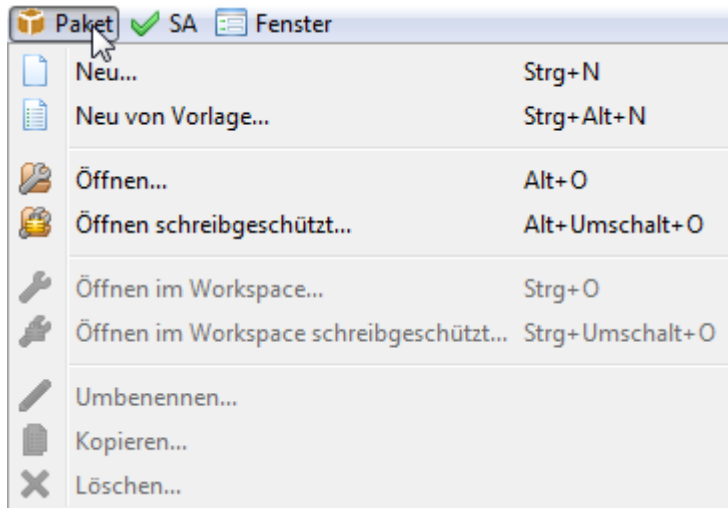 Paket SA Fenster
Neu... Strg+N
Neu von Vorlage... Strg+Alt+N
Öffnen... Alt+O
Öffnen schreibgeschützt... Alt+Umschalt+O
Öffnen im Workspace... Strg+O
Öffnen im Workspace schreibgeschützt... Strg+Umschalt+O
Umbenennen...
Kopieren...
Löschen...